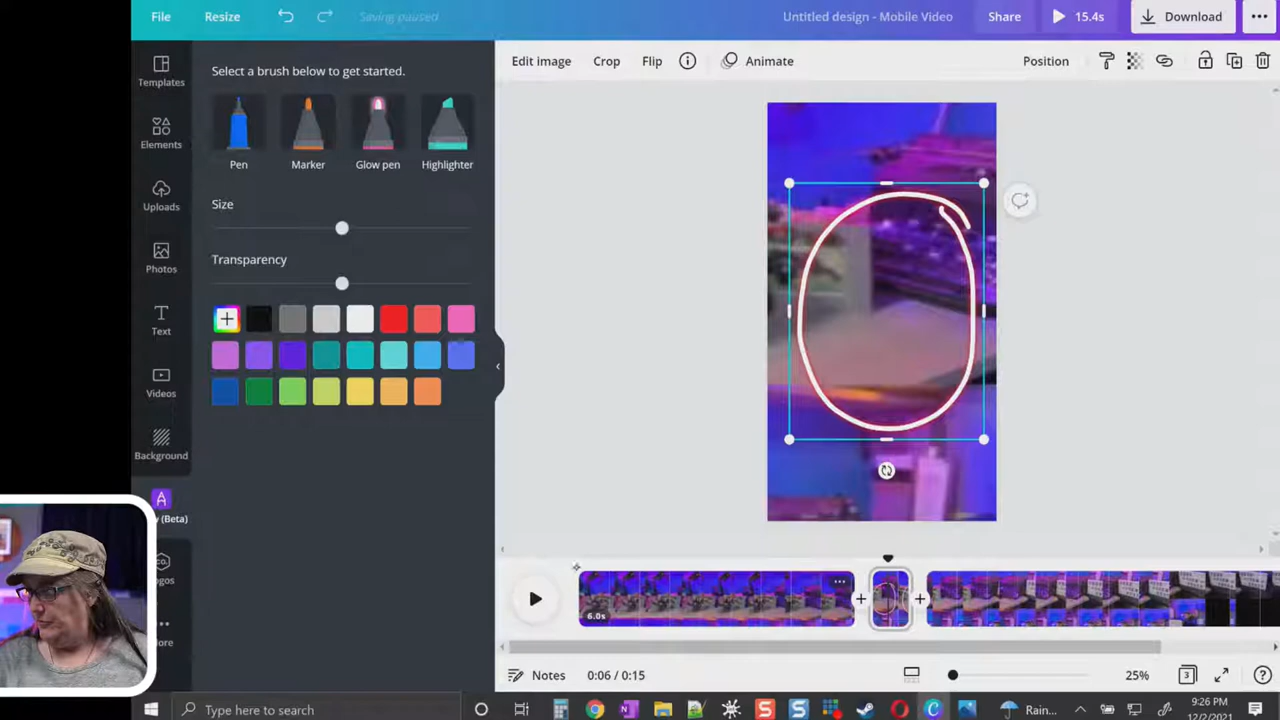 File
Resize
Saving paused
Untitled design - Mobile Video
Share
15.4s
Download
Templates
Elements
Uploads
Photos
Text
Videos
Background
(Beta)
Select a brush below to get started.
Pen
Marker
Glow pen
Highlighter
Size
Transparency
Edit image
Crop
Flip
Animate
Position
6.0s
Notes
0:06 / 0:15
25%
3
Type here to search
Rain...
9:26 PM
12/2/2021